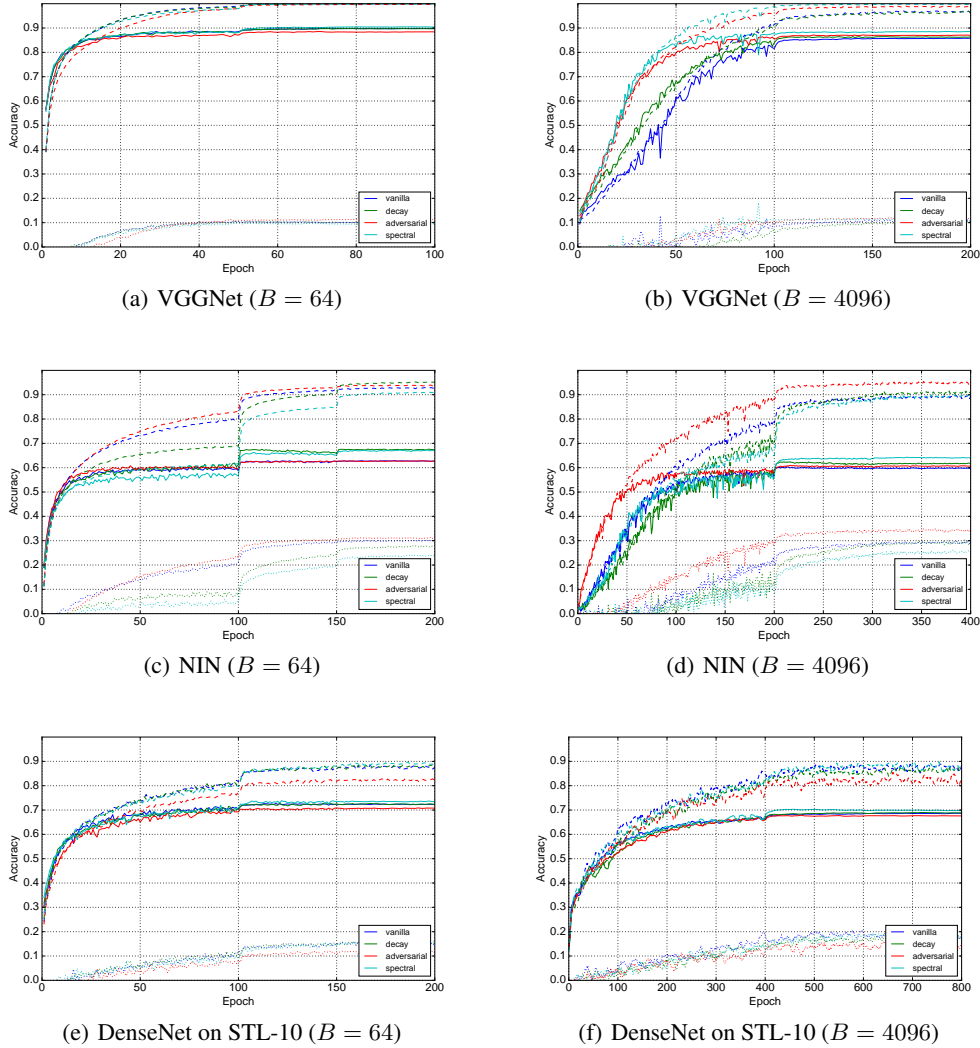 1.0
0.9
0.8
0.7
0.6
0.5
0.4
0.3
0.2
0.1
0.0
Accuracy
0 20 40 60 80 100
Epoch
vanilla
decay
adversarial
spectral
(a) VGGNet (B = 64)
1.0
0.9
0.8
0.7
0.6
0.5
0.4
0.3
0.2
0.1
0.0
Accuracy
0 50 100 150 200
Epoch
vanilla
decay
adversarial
spectral
(b) VGGNet (B = 4096)
0.9
0.8
0.7
0.6
0.5
0.4
0.3
0.2
0.1
0.0
Accuracy
0 50 100 150 200
Epoch
vanilla
decay
adversarial
spectral
(c) NIN (B = 64)
0.9
0.8
0.7
0.6
0.5
0.4
0.3
0.2
0.1
0.0
Accuracy
0 50 100 150 200 250 300 350 400
Epoch
vanilla
decay
adversarial
spectral
(d) NIN (B = 4096)
0.9
0.8
0.7
0.6
0.5
0.4
0.3
0.2
0.1
0.0
Accuracy
0 50 100 150 200
Epoch
vanilla
decay
adversarial
spectral
(e) DenseNet on STL-10 (B = 64)
0.9
0.8
0.7
0.6
0.5
0.4
0.3
0.2
0.1
0.0
Accuracy
0 100 200 300 400 500 600 700 800
Epoch
vanilla
decay
adversarial
spectral
(f) DenseNet on STL-10 (B = 4096)